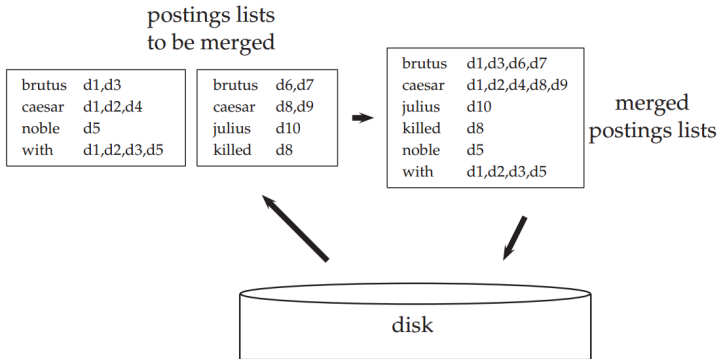 postings lists
to be merged
brutus d1,d3
caesar d1,d2,d4
noble d5
with d1,d2,d3,d5
brutus d6,d7
caesar d8,d9
julius d10
killed d8
brutus d1,d3,d6,d7
caesar d1,d2,d4,d8,d9
julius d10
killed d8
noble d5
with d1,d2,d3,d5
merged
postings lists
disk